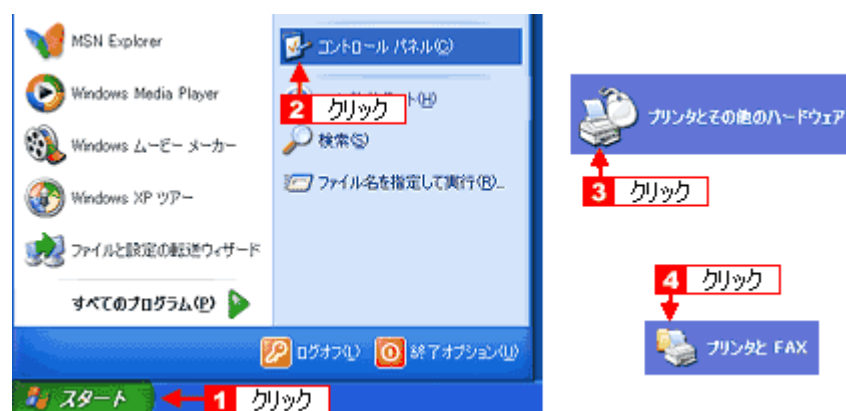 MSN Explorer
Windows Media Player
Windows ムービー メーカー
Windows XP ツアー
ファイルと設定の転送ウィザード
すべてのプログラム(P)
コントロール パネル(C)
2 クリック
ト(H)
検索(S)
ファイル名を指定して実行(R)...
ログオフ(L)
終了オプション(U)
スタート
1 クリック
プリンタとその他のハードウェア
3 クリック
4 クリック
プリンタと FAX